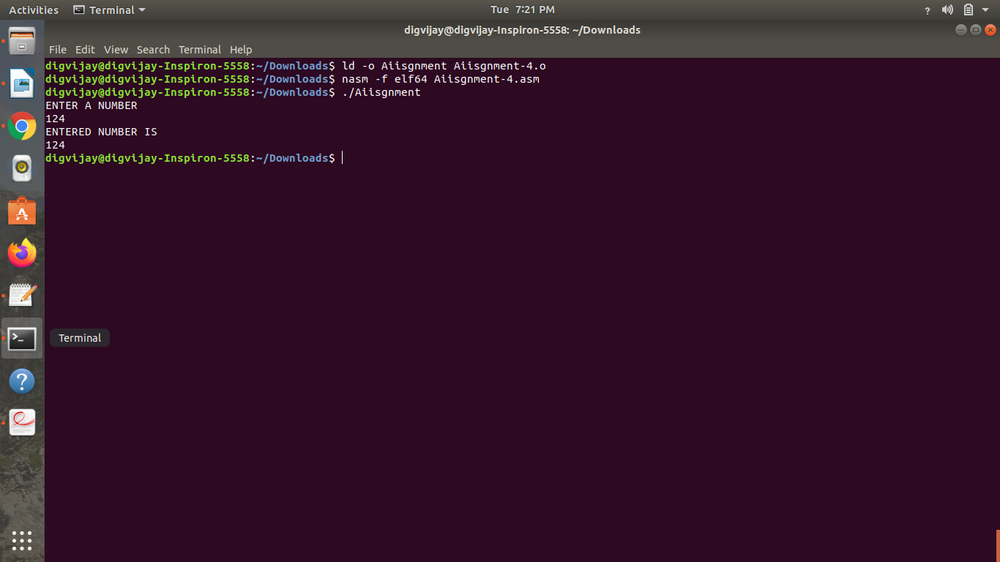 Activities Terminal Tue 7:21 PM ?
digvijay@digvijay-Inspiron-5558: ~/Downloads
File Edit View Search Terminal Help
digvijay@digvijay-Inspiron-5558:~/Downloads$ ld -o Aiisgnment Aiisgnment-4.o
digvijay@digvijay-Inspiron-5558:~/Downloads$ nasm -f elf64 Aiisgnment-4.asm
digvijay@digvijay-Inspiron-5558:~/Downloads$ ./Aiisgnment
ENTER A NUMBER
124
ENTERED NUMBER IS
124
digvijay@digvijay-Inspiron-5558:~/Downloads$
Terminal